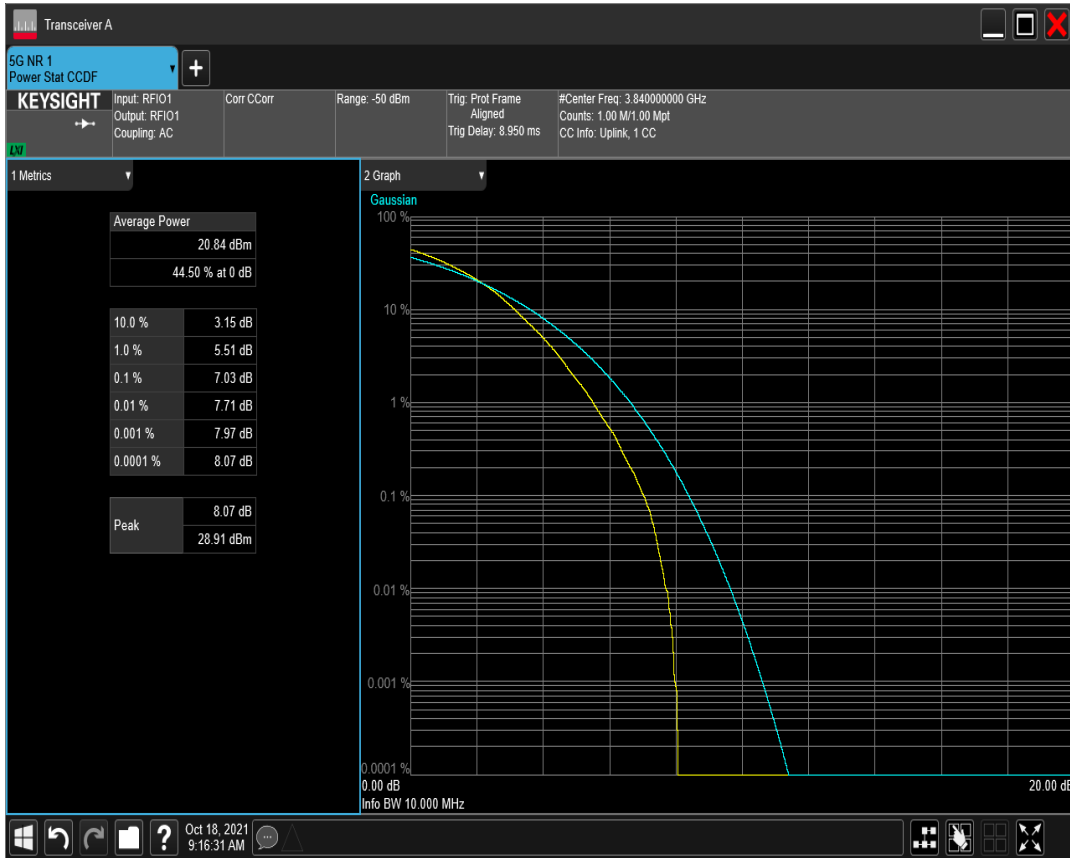 Transceiver A
5G NR 1
Power Stat CCDF
+
KEYSIGHT
LXI
Input: RFIO1
Output: RFIO1
Coupling: AC
Corr CCorr
Range: -50 dBm
Trig: Prot Frame
Aligned
Trig Delay: 8.950 ms
#Center Freq: 3.840000000 GHz
Counts: 1.00 M/1.00 Mpt
CC Info: Uplink, 1 CC
1 Metrics
Average Power
20.84 dBm
44.50 % at 0 dB
10.0 % 3.15 dB
1.0 % 5.51 dB
0.1 % 7.03 dB
0.01 % 7.71 dB
0.001 % 7.97 dB
0.0001 % 8.07 dB
Peak
8.07 dB
28.91 dBm
2 Graph
Gaussian
100 %
10 %
1 %
0.1 %
0.01 %
0.001 %
0.0001 %
0.00 dB 20.00 dB
Info BW 10.000 MHz
?
Oct 18, 2021
9:16:31 AM